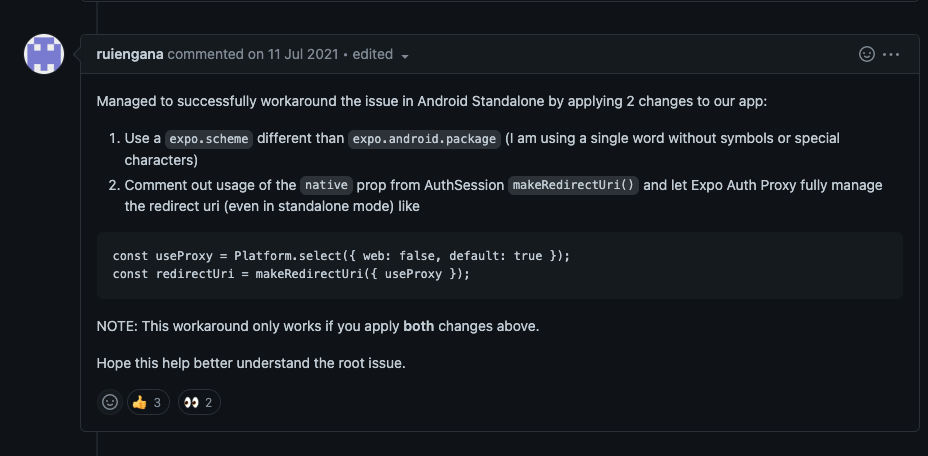 ruiengana commented on 11 Jul 2021 • edited
Managed to successfully workaround the issue in Android Standalone by applying 2 changes to our app:
1. Use a expo.scheme different than expo.android.package (I am using a single word without symbols or special
characters)
2. Comment out usage of the native prop from AuthSession makeRedirectUri() and let Expo Auth Proxy fully manage
the redirect uri (even in standalone mode) like
const useProxy = Platform.select({ web: false, default: true });
const redirectUri = makeRedirectUri({ useProxy });
NOTE: This workaround only works if you apply both changes above.
Hope this help better understand the root issue.
👍 3 👀 2